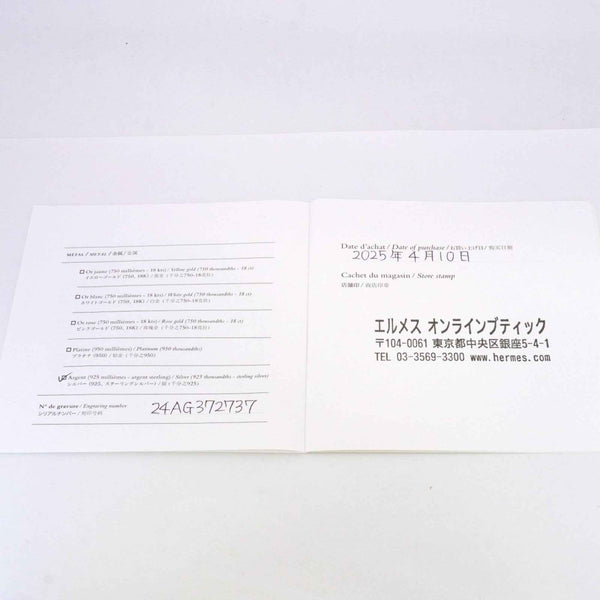 MÉTAL / METAL / 金属 / 金属
Or jaune (750 millièmes - 18 kts) / Yellow gold (750 thousandths - 18 ct)
イエローゴールド (750, 18K) / 黄金 (千分之750-18克拉)
Or blanc (750 millièmes - 18 kts) / White gold (750 thousandths - 18 ct)
ホワイトゴールド (750, 18K) / 白金 (千分之750-18克拉)
Or rose (750 millièmes - 18 kts) / Rose gold (750 thousandths - 18 ct)
ピンクゴールド (750, 18K) / 玫瑰金 (千分之750-18克拉)
Platine (950 millièmes) / Platinum (950 thousandths)
プラチナ (950) / 铂金 (千分之950)
Argent (925 millièmes - argent sterling) / Silver (925 thousandths - sterling silver)
シルバー (925, スターリングシルバー) / 银 (千分之925)
N° de gravure / Engraving number
シリアルナンバー / 刻印号码
24AG372737
Date d'achat / Date of purchase / お買い上げ日 / 购买日期
2025年4月10日
Cachet du magasin / Store stamp
店舗印 / 商店印章
エルメス オンラインブティック
〒104-0061 東京都中央区銀座5-4-1
TEL 03-3569-3300 www.hermes.com.